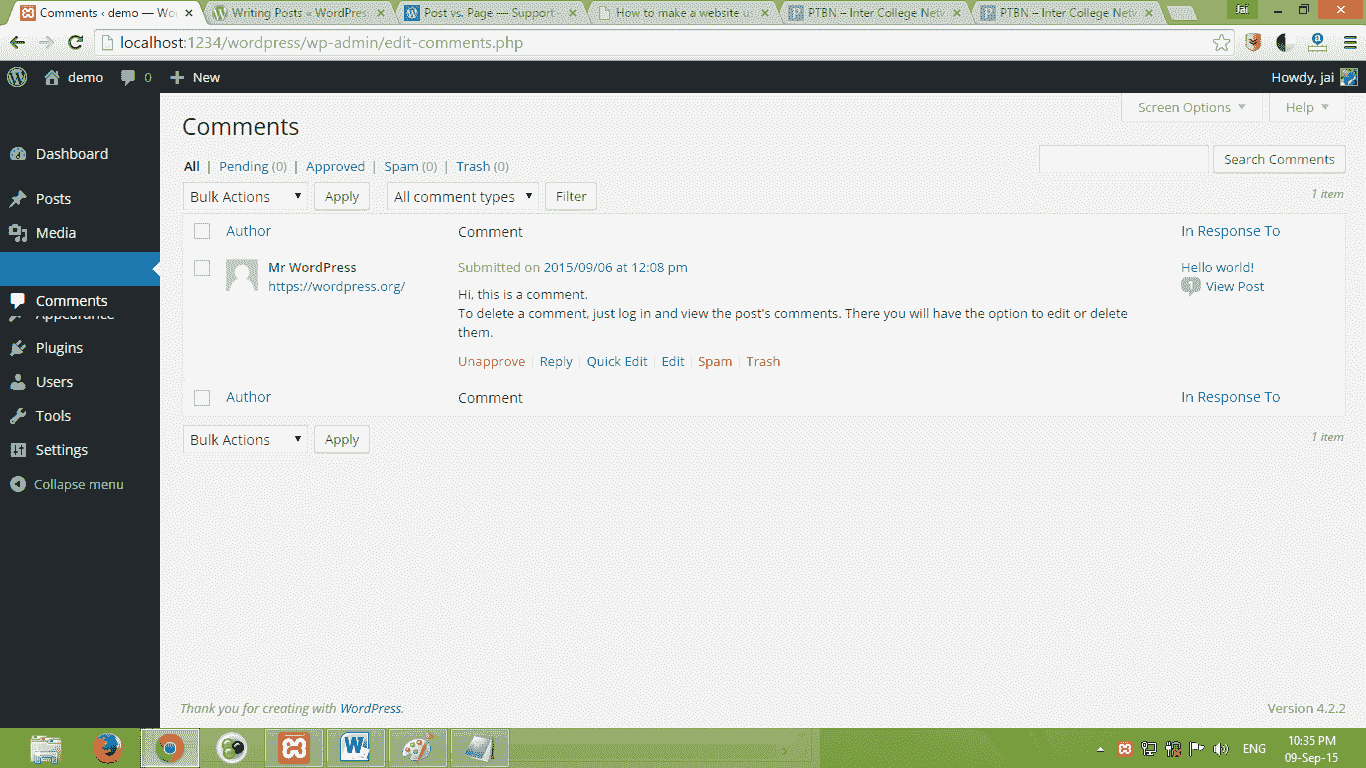 Comments ‹ demo — Wo
Writing Posts « WordPres
Post vs. Page — Support
How to make a website u
PTBN – Inter College Netw
PTBN – Inter College Netw
localhost:1234/wordpress/wp-admin/edit-comments.php
demo 0 + New
Howdy, jai
Screen Options
Help
Comments
All | Pending (0) | Approved | Spam (0) | Trash (0)
Search Comments
Bulk Actions
Apply
All comment types
Filter
1 item
Author
Comment
In Response To
Mr WordPress
https://wordpress.org/
Submitted on 2015/09/06 at 12:08 pm
Hi, this is a comment.
To delete a comment, just log in and view the post's comments. There you will have the option to edit or delete
them.
Unapprove | Reply | Quick Edit | Edit | Spam | Trash
Hello world!
1 View Post
Author
Comment
In Response To
Bulk Actions
Apply
1 item
Dashboard
Posts
Media
Comments
Appearance
Plugins
Users
Tools
Settings
Collapse menu
Thank you for creating with WordPress.
Version 4.2.2
ENG
10:35 PM
09-Sep-15